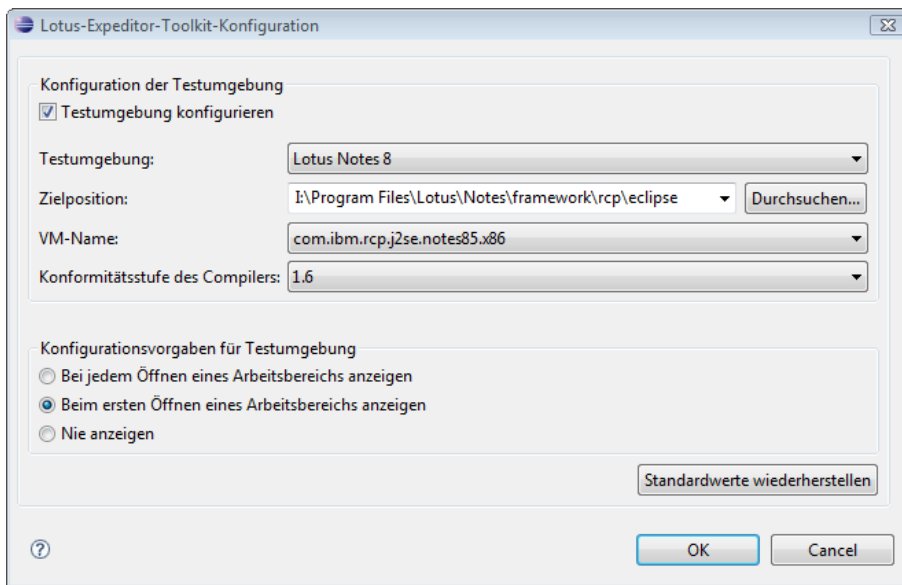 Lotus-Expeditor-Toolkit-Konfiguration
Konfiguration der Testumgebung
Testumgebung konfigurieren
Testumgebung: Lotus Notes 8
Zielposition: I:\Program Files\Lotus\Notes\framework\rcp\eclipse Durchsuchen...
VM-Name: com.ibm.rcp.j2se.notes85.x86
Konformitätsstufe des Compilers: 1.6
Konfigurationsvorgaben für Testumgebung
Bei jedem Öffnen eines Arbeitsbereichs anzeigen
Beim ersten Öffnen eines Arbeitsbereichs anzeigen
Nie anzeigen
Standardwerte wiederherstellen
? OK Cancel